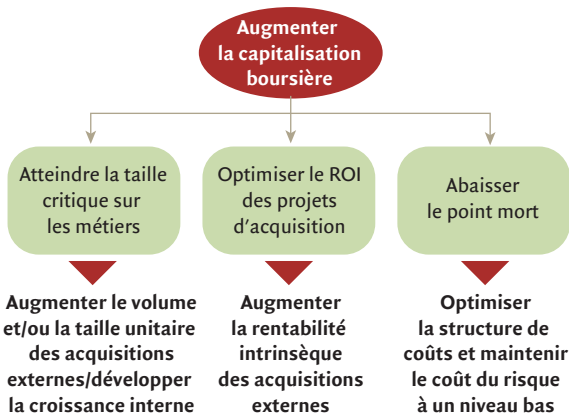 Augmenter
la capitalisation
boursière
Atteindre la taille
critique sur
les métiers
Optimiser le ROI
des projets
d'acquisition
Abaisser
le point mort
Augmenter le volume
et/ou la taille unitaire
des acquisitions
externes/développer
la croissance interne
Augmenter
la rentabilité
intrinsèque
des acquisitions
externes
Optimiser
la structure de
coûts et maintenir
le coût du risque
à un niveau bas